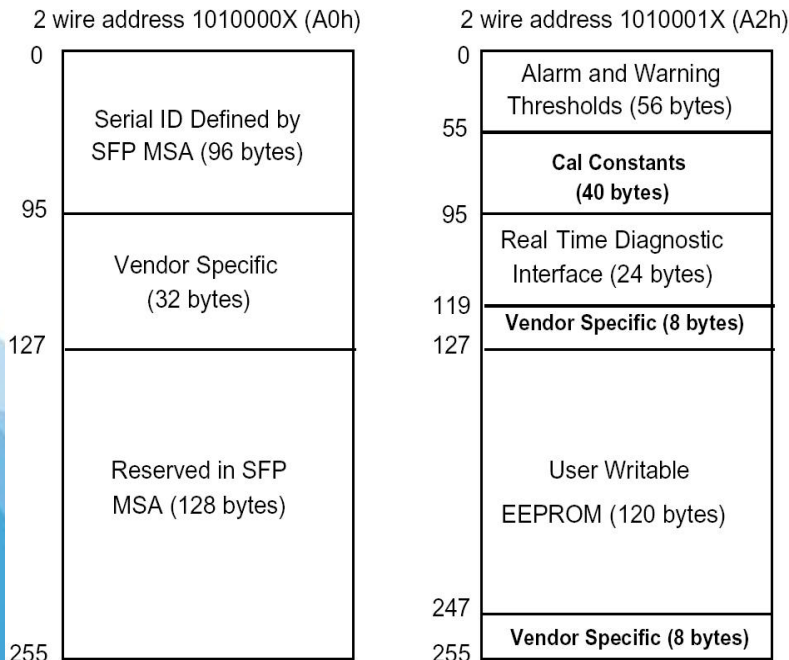 2 wire address 1010000X (A0h)
0
Serial ID Defined by
SFP MSA (96 bytes)
95
Vendor Specific
(32 bytes)
127
Reserved in SFP
MSA (128 bytes)
255
2 wire address 1010001X (A2h)
0
Alarm and Warning
Thresholds (56 bytes)
55
Cal Constants
(40 bytes)
95
Real Time Diagnostic
Interface (24 bytes)
119
Vendor Specific (8 bytes)
127
User Writable
EEPROM (120 bytes)
247
Vendor Specific (8 bytes)
255